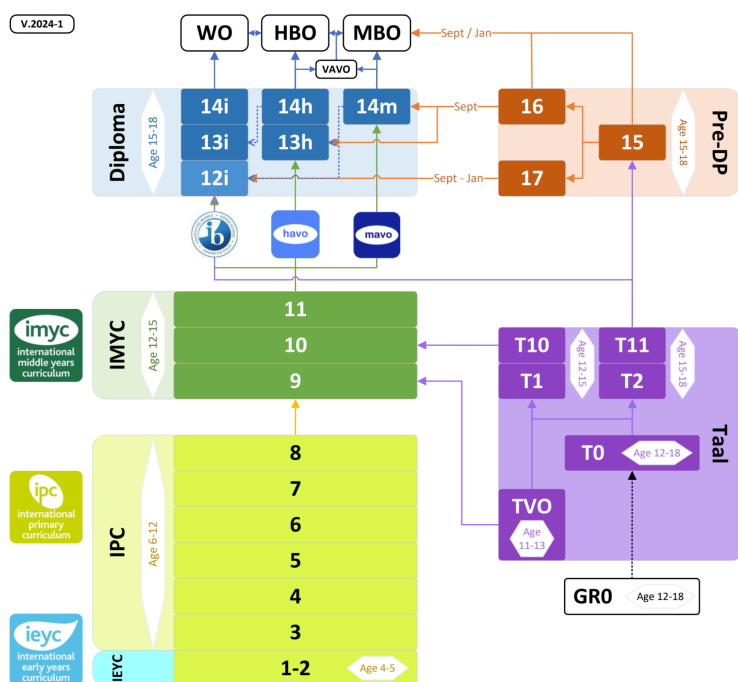 V.2024-1
WO
HBO
MBO
Sept / Jan
VAVO
Diploma
Age 15-18
14i
14h
14m
13i
13h
12i
Sept
Sept - Jan
16
15
17
Age 15-18
Pre-DP
ib
havo
mavo
imyc
international
middle years
curriculum
IMYC
Age 12-15
11
10
9
T10
T11
T1
T2
Age 12-15
Age 15-18
Taal
T0
Age 12-18
TVO
Age
11-13
GR0
Age 12-18
ipc
international
primary
curriculum
IPC
Age 6-12
8
7
6
5
4
3
ieyc
international
early years
curriculum
IEYC
1-2
Age 4-5